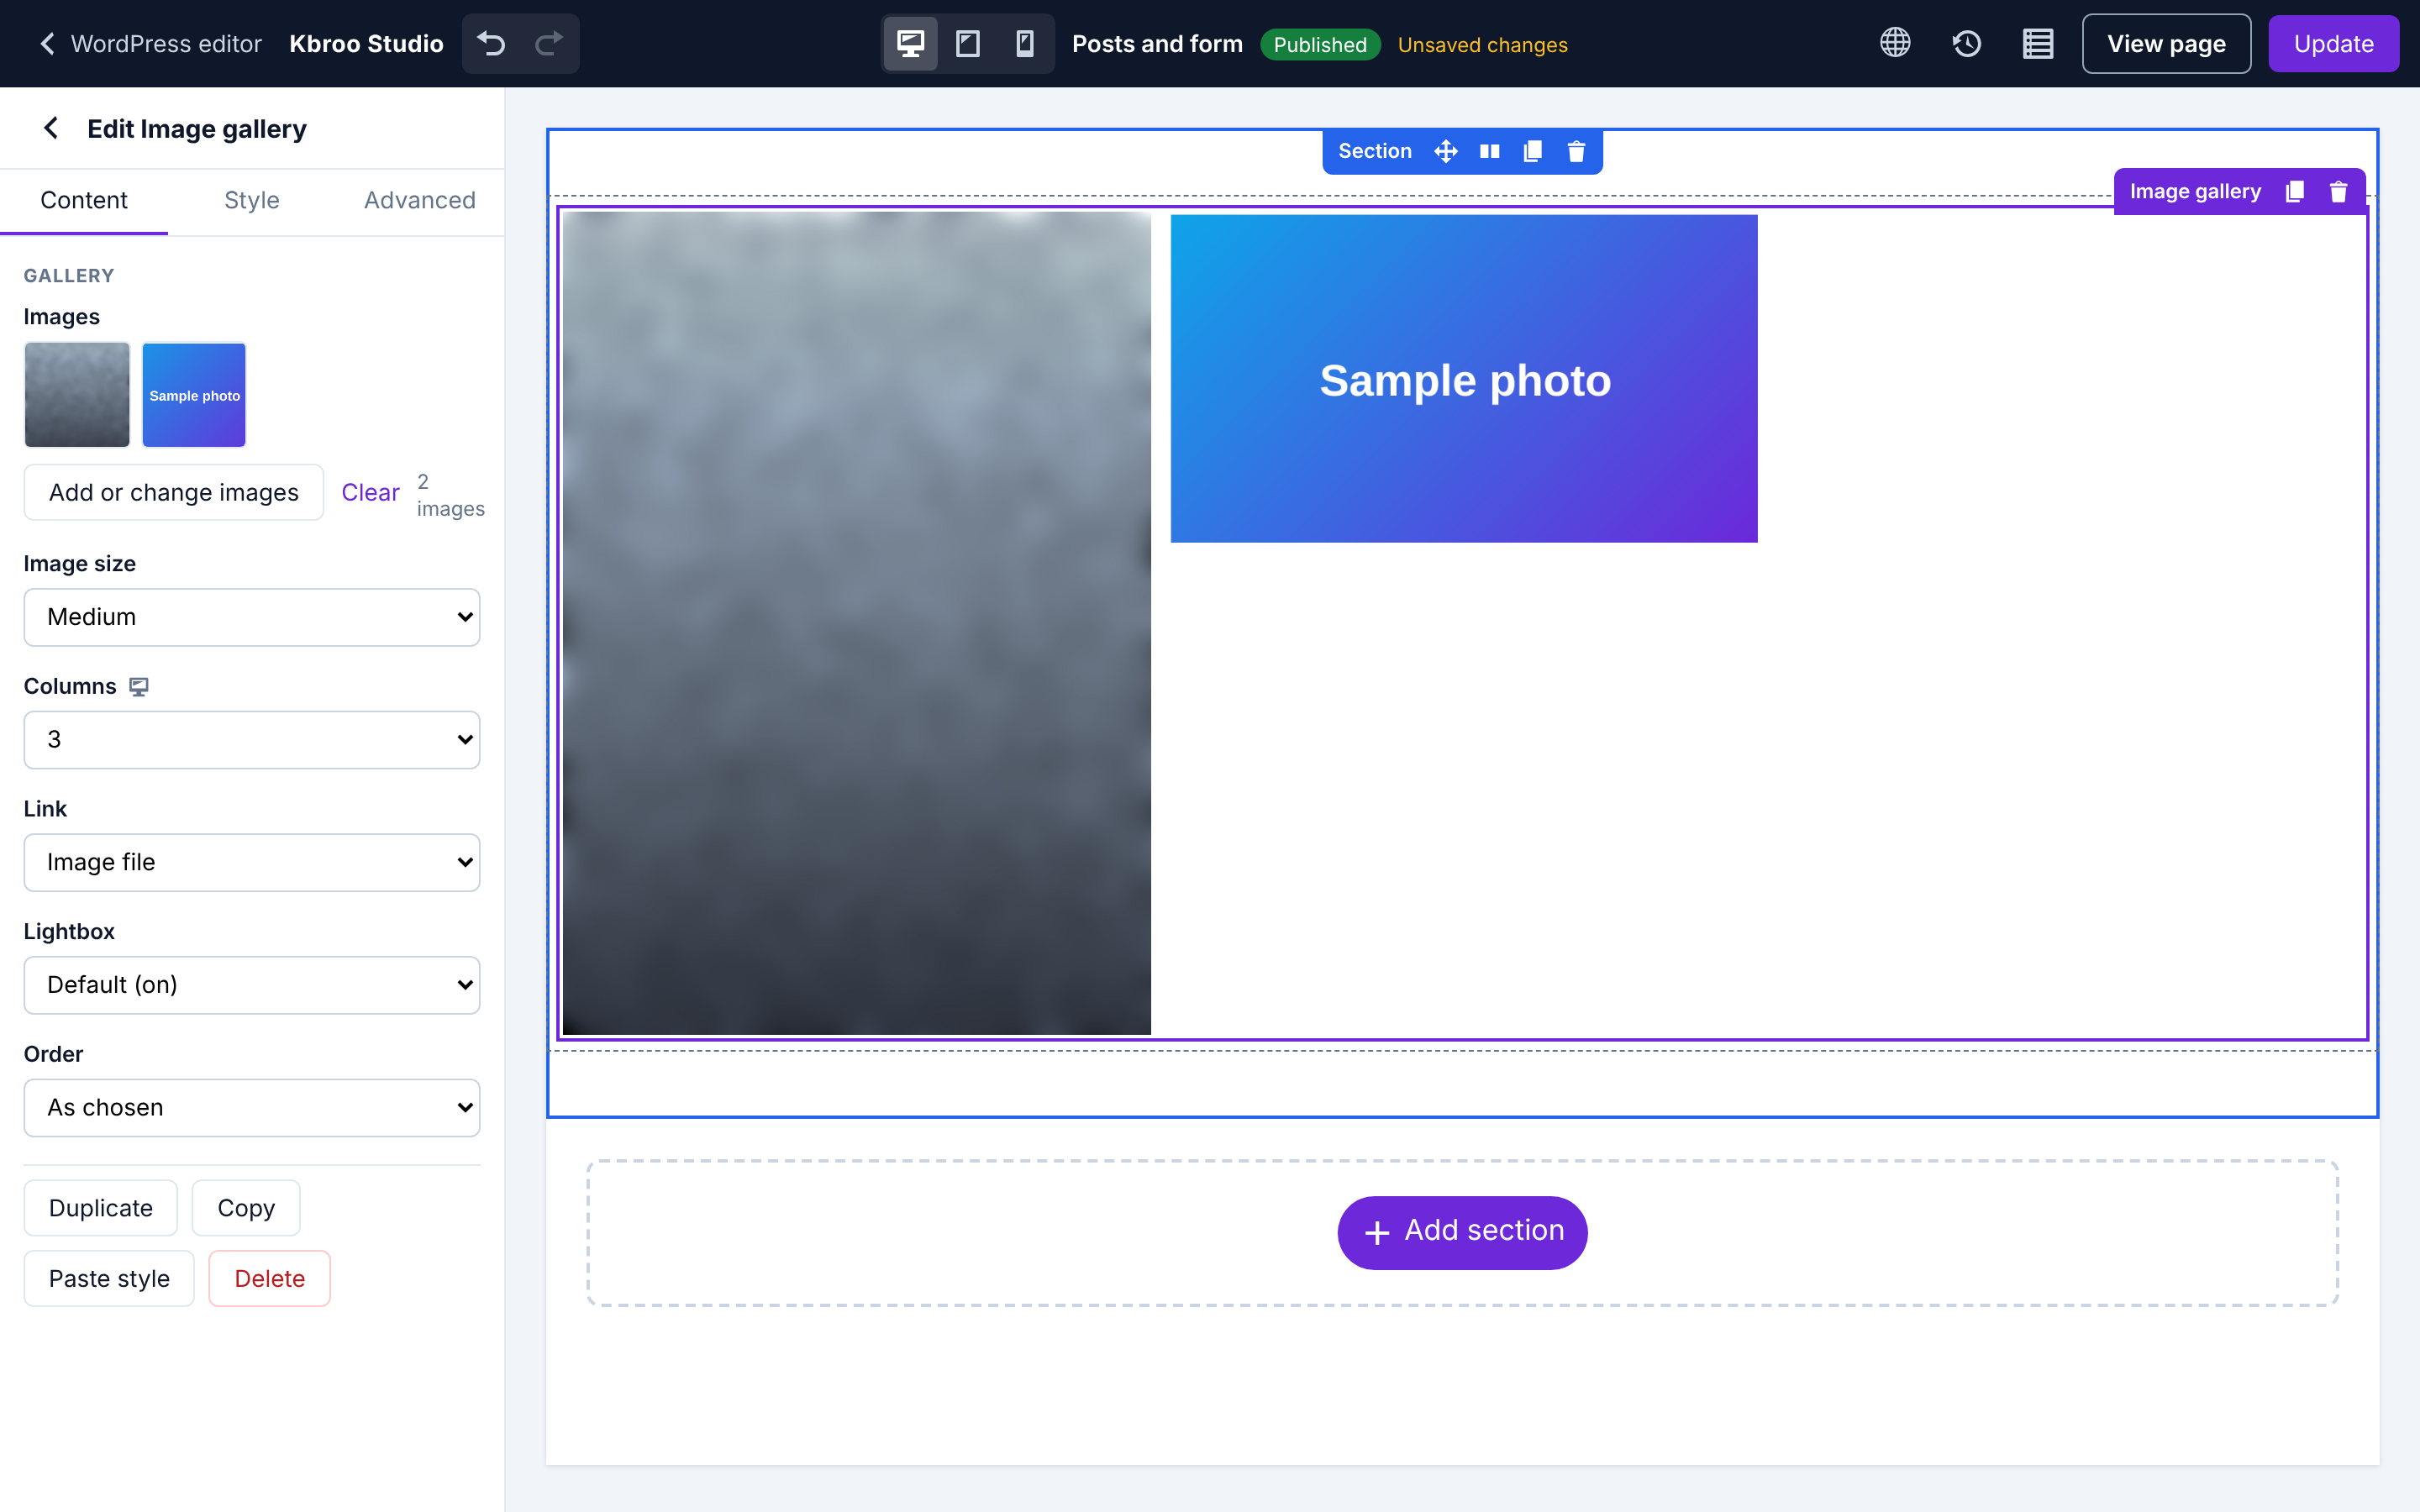 WordPress editor
Kbroo Studio
Posts and form
Published
Unsaved changes
View page
Update
Edit Image gallery
Content
Style
Advanced
GALLERY
Images
Sample photo
Add or change images
Clear
2
images
Image size
Medium
Columns
3
Link
Image file
Lightbox
Default (on)
Order
As chosen
Duplicate
Copy
Paste style
Delete
Section
Image gallery
Sample photo
Add section